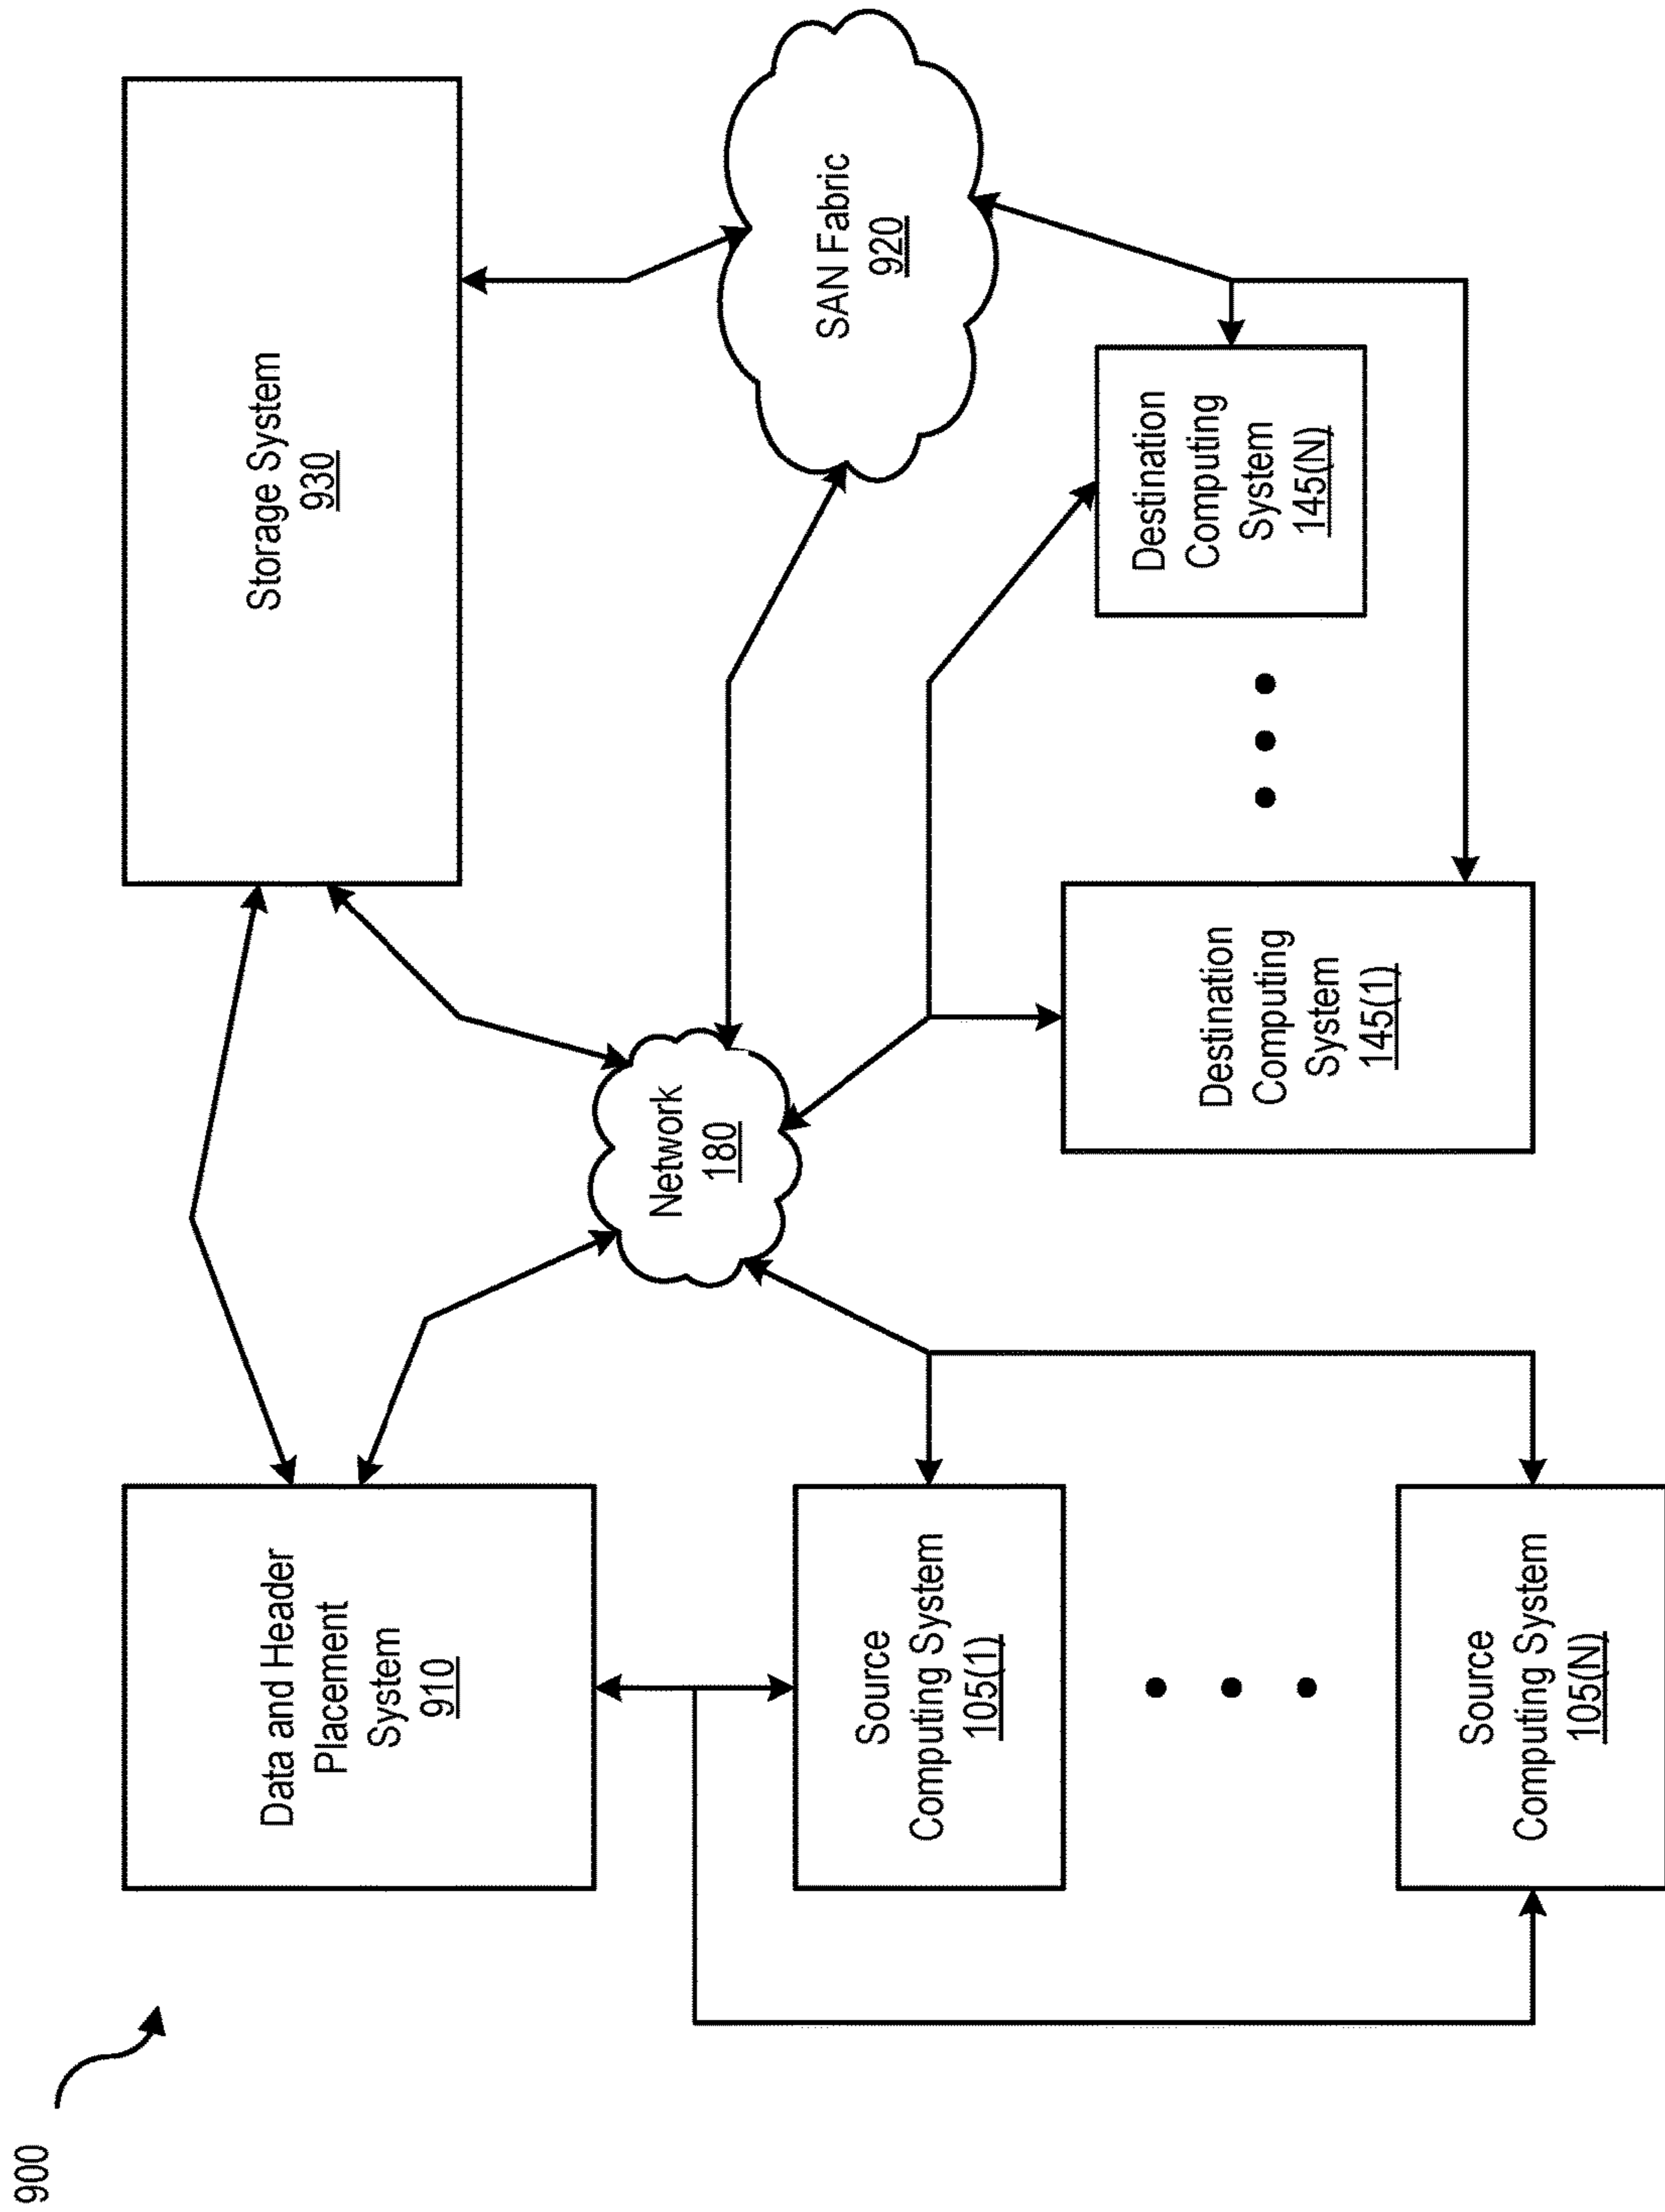 900
Data and Header
Placement
System
910
Storage System
930
Network
180
SAN Fabric
920
Source
Computing System
105(1)
Source
Computing System
105(N)
Destination
Computing
System
145(1)
Destination
Computing
System
145(N)